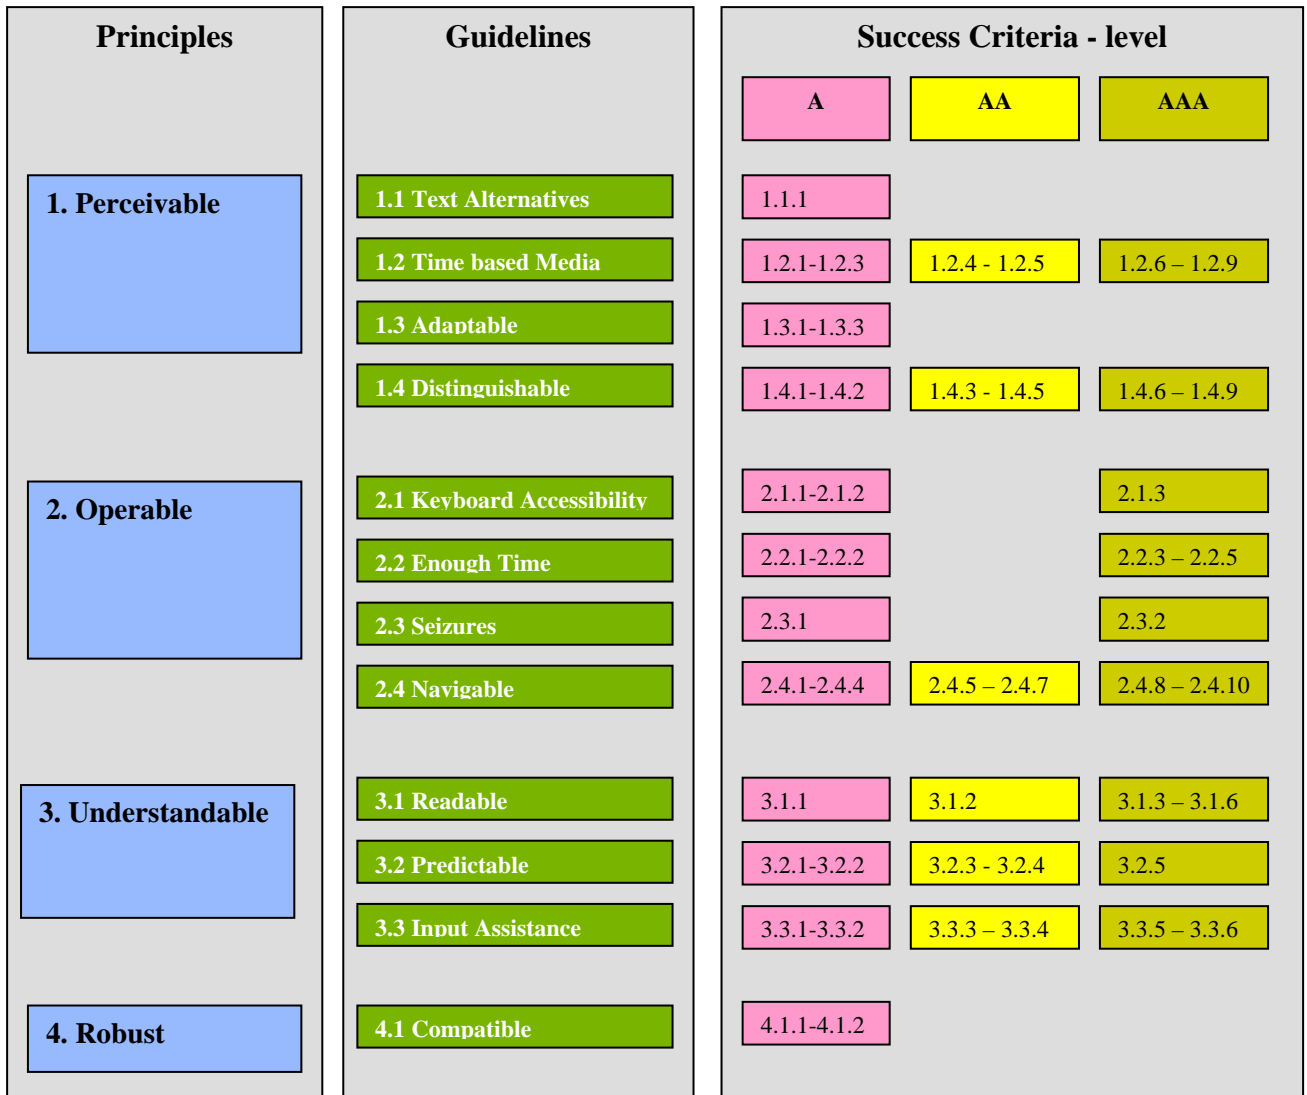 Principles
Guidelines
Success Criteria - level
A
AA
AAA
1. Perceivable
1.1 Text Alternatives
1.1.1
1.2 Time based Media
1.2.1-1.2.3
1.2.4 - 1.2.5
1.2.6 – 1.2.9
1.3 Adaptable
1.3.1-1.3.3
1.4 Distinguishable
1.4.1-1.4.2
1.4.3 - 1.4.5
1.4.6 – 1.4.9
2. Operable
2.1 Keyboard Accessibility
2.1.1-2.1.2
2.1.3
2.2 Enough Time
2.2.1-2.2.2
2.2.3 – 2.2.5
2.3 Seizures
2.3.1
2.3.2
2.4 Navigable
2.4.1-2.4.4
2.4.5 – 2.4.7
2.4.8 – 2.4.10
3. Understandable
3.1 Readable
3.1.1
3.1.2
3.1.3 – 3.1.6
3.2 Predictable
3.2.1-3.2.2
3.2.3 - 3.2.4
3.2.5
3.3 Input Assistance
3.3.1-3.3.2
3.3.3 – 3.3.4
3.3.5 – 3.3.6
4. Robust
4.1 Compatible
4.1.1-4.1.2